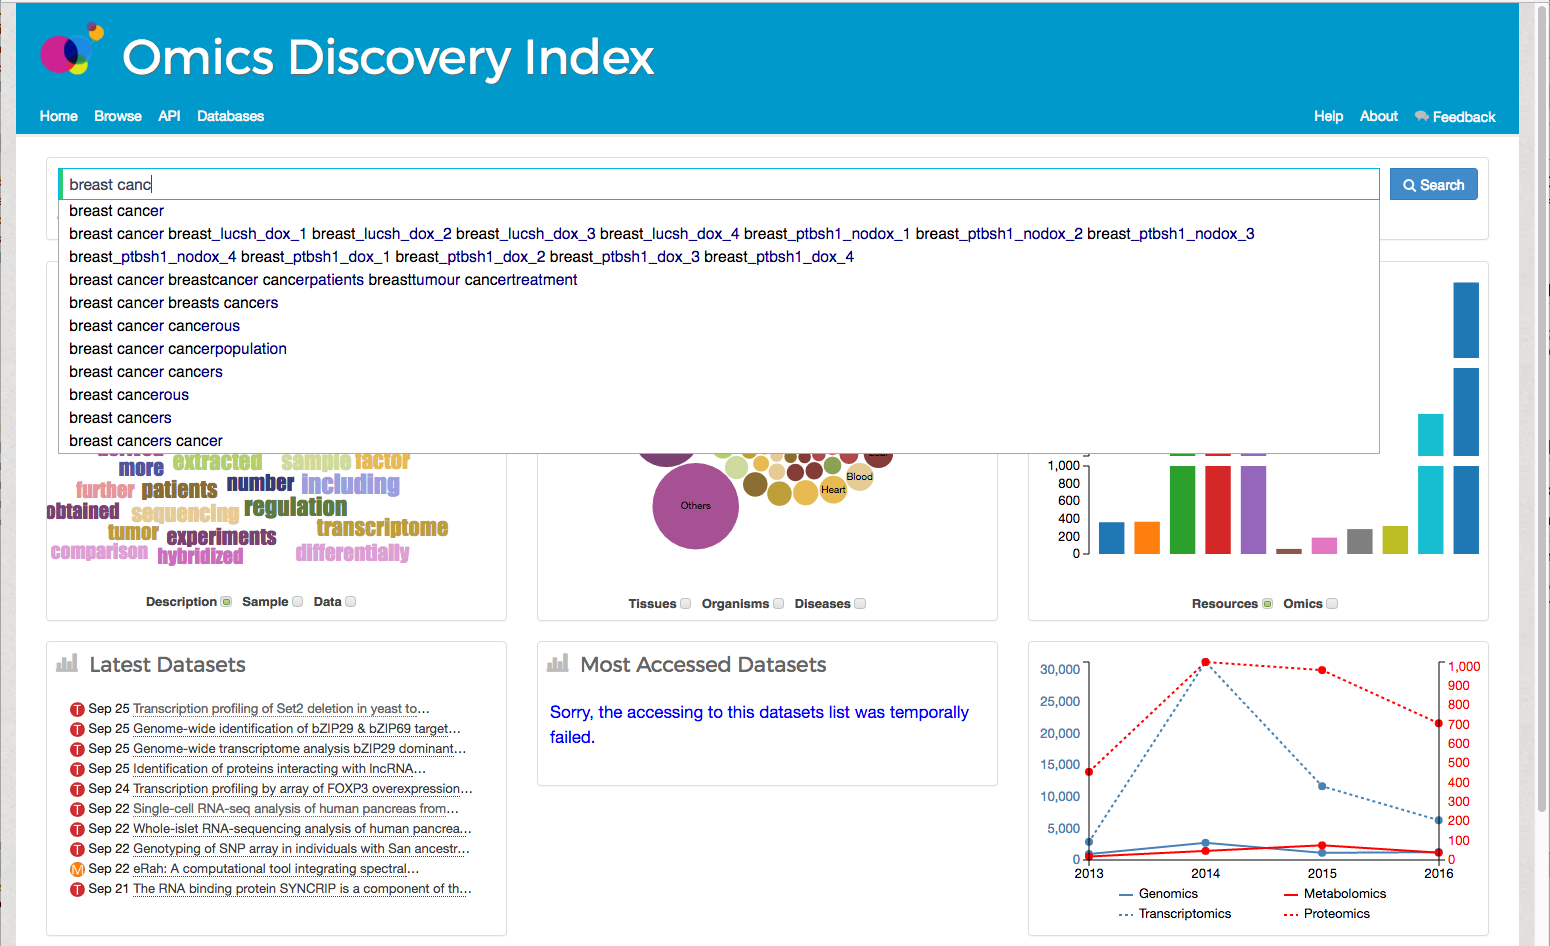 Omics Discovery Index
Home Browse API Databases Help About Feedback
breast canc
Search
breast cancer
breast cancer breast_lucsh_dox_1 breast_lucsh_dox_2 breast_lucsh_dox_3 breast_lucsh_dox_4 breast_ptbsh1_nodox_1 breast_ptbsh1_nodox_2 breast_ptbsh1_nodox_3
breast_ptbsh1_nodox_4 breast_ptbsh1_dox_1 breast_ptbsh1_dox_2 breast_ptbsh1_dox_3 breast_ptbsh1_dox_4
breast cancer breastcancer cancerpatients breasttumour cancertreatment
breast cancer breasts cancers
breast cancer cancerous
breast cancer cancerpopulation
breast cancer cancers
breast cancerous
breast cancers
breast cancers cancer
more extracted sample factor
further patients number including
obtained sequencing regulation
tumor experiments transcriptome
comparison hybridized differentially
Description Sample Data
Others
Heart
Blood
Tissues Organisms Diseases
1,000
800
600
400
200
0
Resources Omics
Latest Datasets
T Sep 25 Transcription profiling of Set2 deletion in yeast to...
T Sep 25 Genome-wide identification of bZIP29 & bZIP69 target...
T Sep 25 Genome-wide transcriptome analysis bZIP29 dominant...
T Sep 25 Identification of proteins interacting with lncRNA...
T Sep 24 Transcription profiling by array of FOXP3 overexpression...
T Sep 22 Single-cell RNA-seq analysis of human pancreas from...
T Sep 22 Whole-islet RNA-sequencing analysis of human pancrea...
T Sep 22 Genotyping of SNP array in individuals with San ancestr...
M Sep 22 eRah: A computational tool integrating spectral...
T Sep 21 The RNA binding protein SYNCRIP is a component of th...
Most Accessed Datasets
Sorry, the accessing to this datasets list was temporally
failed.
30,000
25,000
20,000
15,000
10,000
5,000
0
1,000
900
800
700
600
500
400
300
200
100
0
2013 2014 2015 2016
Genomics Metabolomics
Transcriptomics Proteomics